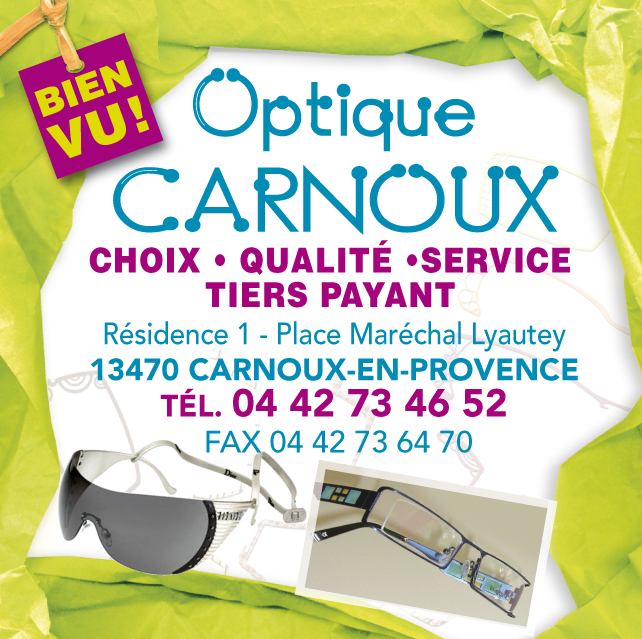 BIEN
VU!
Optique
CARNOUX
CHOIX • QUALITÉ •SERVICE
TIERS PAYANT
Résidence 1 - Place Maréchal Lyautey
13470 CARNOUX-EN-PROVENCE
TÉL. 04 42 73 46 52
FAX 04 42 73 64 70